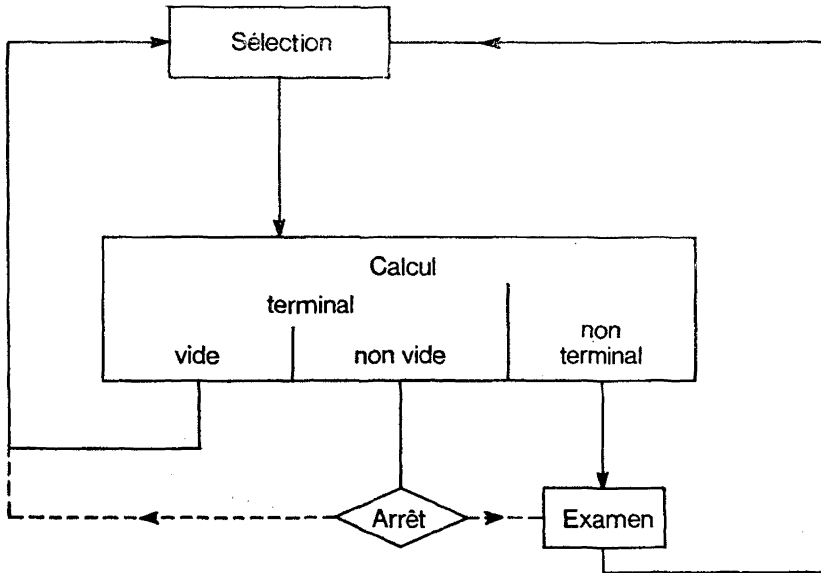 Sélection
Calcul
terminal
vide
non vide
non
terminal
Arrêt
Examen